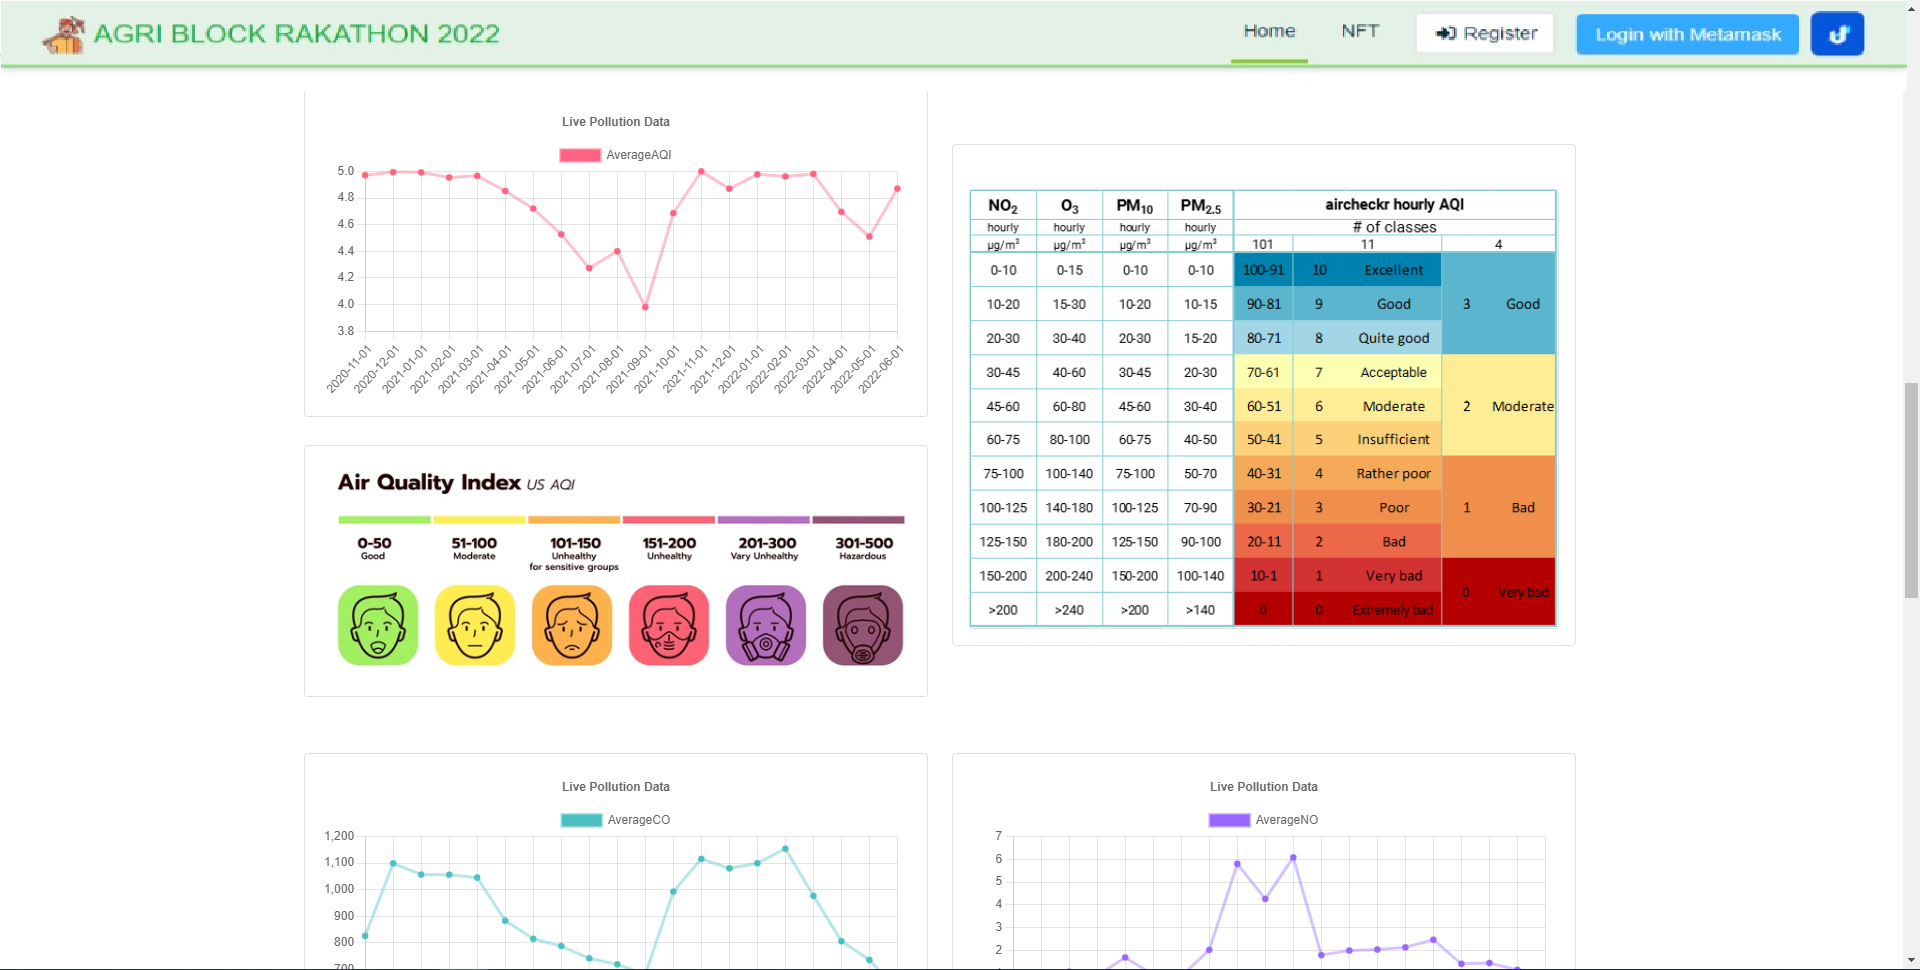 AGRI BLOCK RAKATHON 2022
Home
NFT
Register
Login with Metamask
Live Pollution Data
AverageAQI
5.0
4.8
4.6
4.4
4.2
4.0
3.8
2020-11-01
2020-12-01
2021-01-01
2021-02-01
2021-03-01
2021-04-01
2021-05-01
2021-06-01
2021-07-01
2021-08-01
2021-09-01
2021-10-01
2021-11-01
2021-12-01
2022-01-01
2022-02-01
2022-03-01
2022-04-01
2022-05-01
2022-06-01
Air Quality Index US AQI
0-50 51-100 101-150 151-200 201-300 301-500
Good Moderate Unhealthy Unhealthy Vary Unhealthy Hazardous
for sensitive groups
NO2 O3 PM10 PM2.5 aircheckr hourly AQI
hourly hourly hourly hourly # of classes
µg/m³ µg/m³ µg/m³ µg/m³ 101 11 4
0-10 0-15 0-10 0-10 100-91 10 Excellent
10-20 15-30 10-20 10-15 90-81 9 Good 3 Good
20-30 30-40 20-30 15-20 80-71 8 Quite good
30-45 40-60 30-45 20-30 70-61 7 Acceptable
45-60 60-80 45-60 30-40 60-51 6 Moderate 2 Moderate
60-75 80-100 60-75 40-50 50-41 5 Insufficient
75-100 100-140 75-100 50-70 40-31 4 Rather poor
100-125 140-180 100-125 70-90 30-21 3 Poor 1 Bad
125-150 180-200 125-150 90-100 20-11 2 Bad
150-200 200-240 150-200 100-140 10-1 1 Very bad
0 Very bad
>200 >240 >200 >140 0 0 Extremely bad
Live Pollution Data
AverageCO
1,200
1,100
1,000
900
800
700
Live Pollution Data
AverageNO
7
6
5
4
3
2